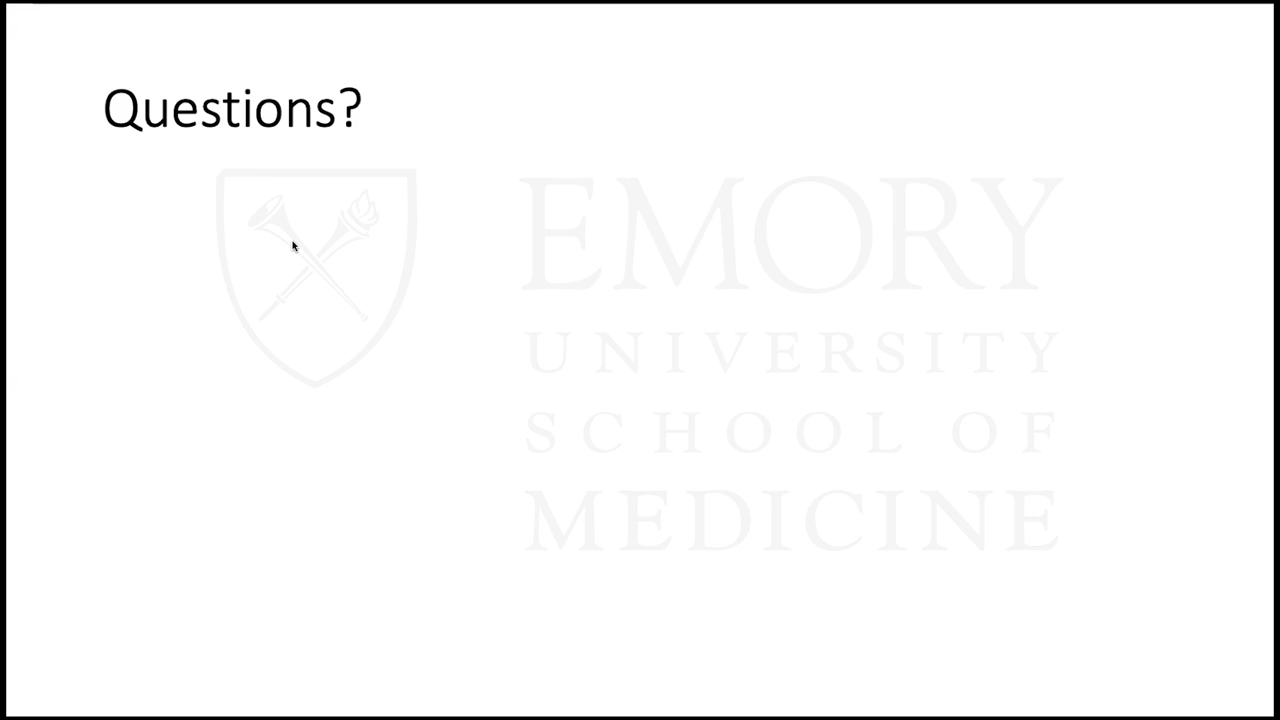 Questions?
EMORY
UNIVERSITY
SCHOOL OF
MEDICINE